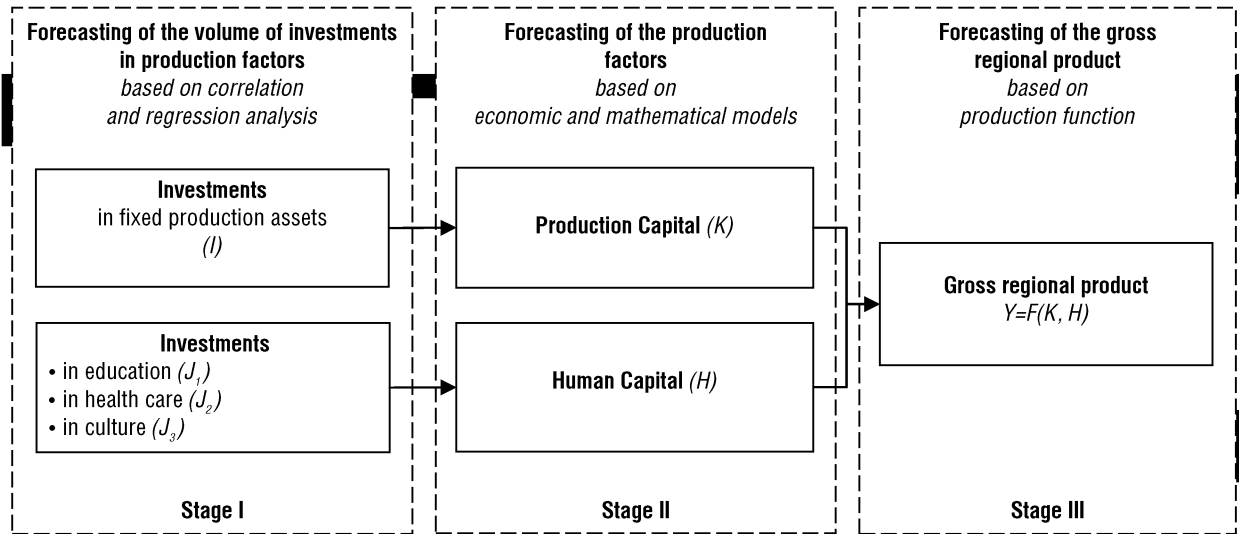 Forecasting of the volume of investments
in production factors
based on correlation
and regression analysis
Investments
in fixed production assets
(I)
Investments
• in education (J1)
• in health care (J2)
• in culture (J3)
Stage I
Forecasting of the production
factors
based on
economic and mathematical models
Production Capital (K)
Human Capital (H)
Stage II
Forecasting of the gross
regional product
based on
production function
Gross regional product
Y=F(K, H)
Stage III